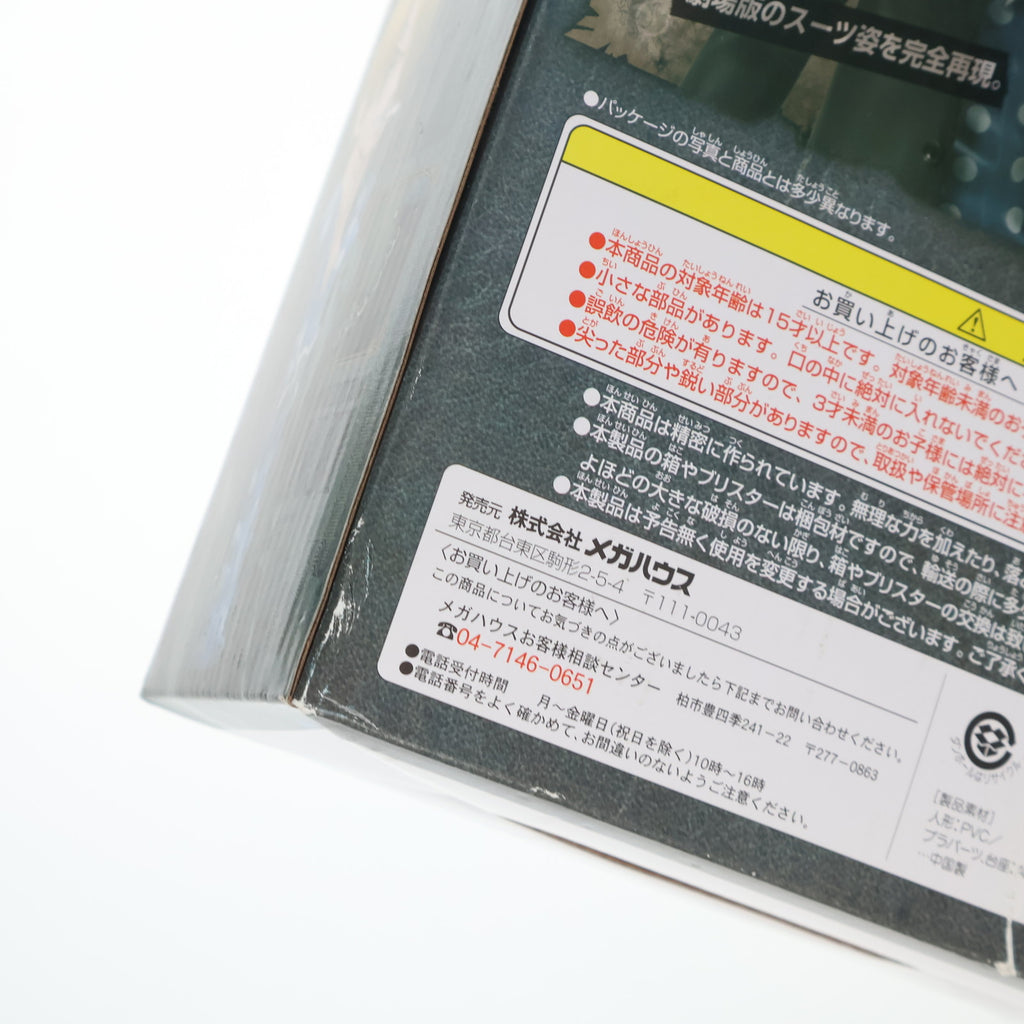 劇場版のスーツ姿を完全再現。
●パッケージの写真と商品とは多少異なります。
お買い上げのお客様へ
●本商品の対象年齢は15才以上です。対象年齢未満のお
●小さな部品があります。口の中に絶対に入れないでくだ
誤飲の危険が有りますので、3才未満のお子様には絶対に
●尖った部分や鋭い部分がありますので、取扱や保管場所に注
●本商品は精密に作られています。無理な力を加えたり、落
●本製品の箱やブリスターは梱包材ですので、輸送の際に多
よほどの大きな破損のない限り、箱やブリスターの交換は致
●本製品は予告無く使用を変更する場合がございます。ご了承く
発売元 株式会社メガハウス
東京都台東区駒形2-5-4 〒111-0043
〈お買い上げのお客様へ〉
この商品についてお気づきの点がございましたら下記までお問い合わせください。
メガハウスお客様相談センター 柏市豊四季241-22 〒277-0863
☎04-7146-0651
●電話受付時間 月～金曜日(祝日を除く)10時～16時
●電話番号をよく確かめて、お間違いのないようご注意ください。
ダンボールはリサイクル
[製品素材]
人形:PVC/
プラパーツ、台座:
…中国製